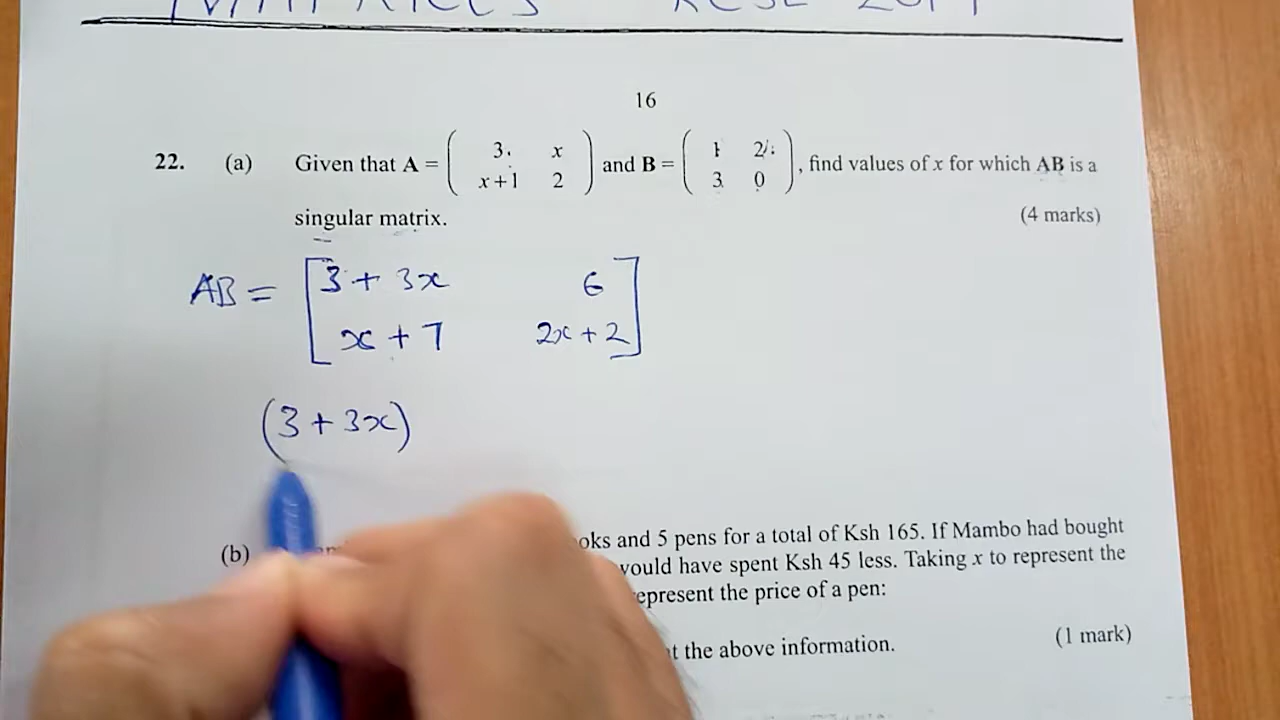 MATRICES KCSE 2019
16
22. (a) Given that A = ( 3 x x+1 2 ) and B = ( 1 2 3 0 ), find values of x for which AB is a
singular matrix. (4 marks)
AB = [ 3 + 3x 6
x + 7 2x + 2 ]
(3 + 3x)
(b) oks and 5 pens for a total of Ksh 165. If Mambo had bought
would have spent Ksh 45 less. Taking x to represent the
epresent the price of a pen:
t the above information. (1 mark)